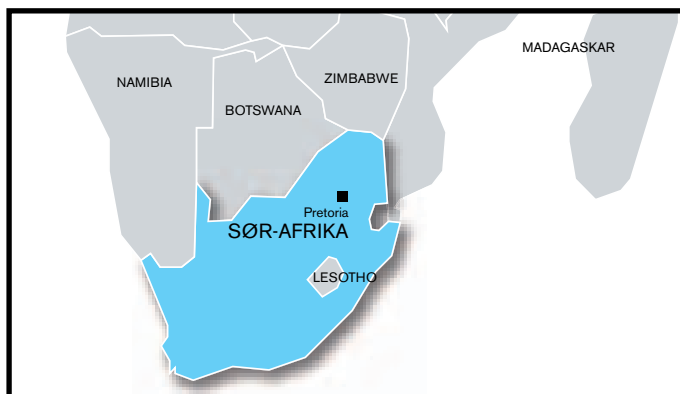 MADAGASKAR
ZIMBABWE
NAMIBIA
BOTSWANA
Pretoria
SØR-AFRIKA
LESOTHO